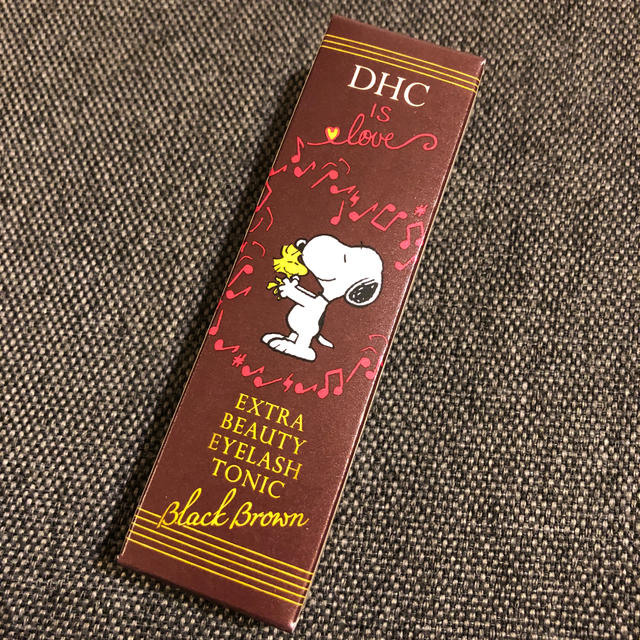 DHC
IS
love
EXTRA
BEAUTY
EYELASH
TONIC
Black Brown